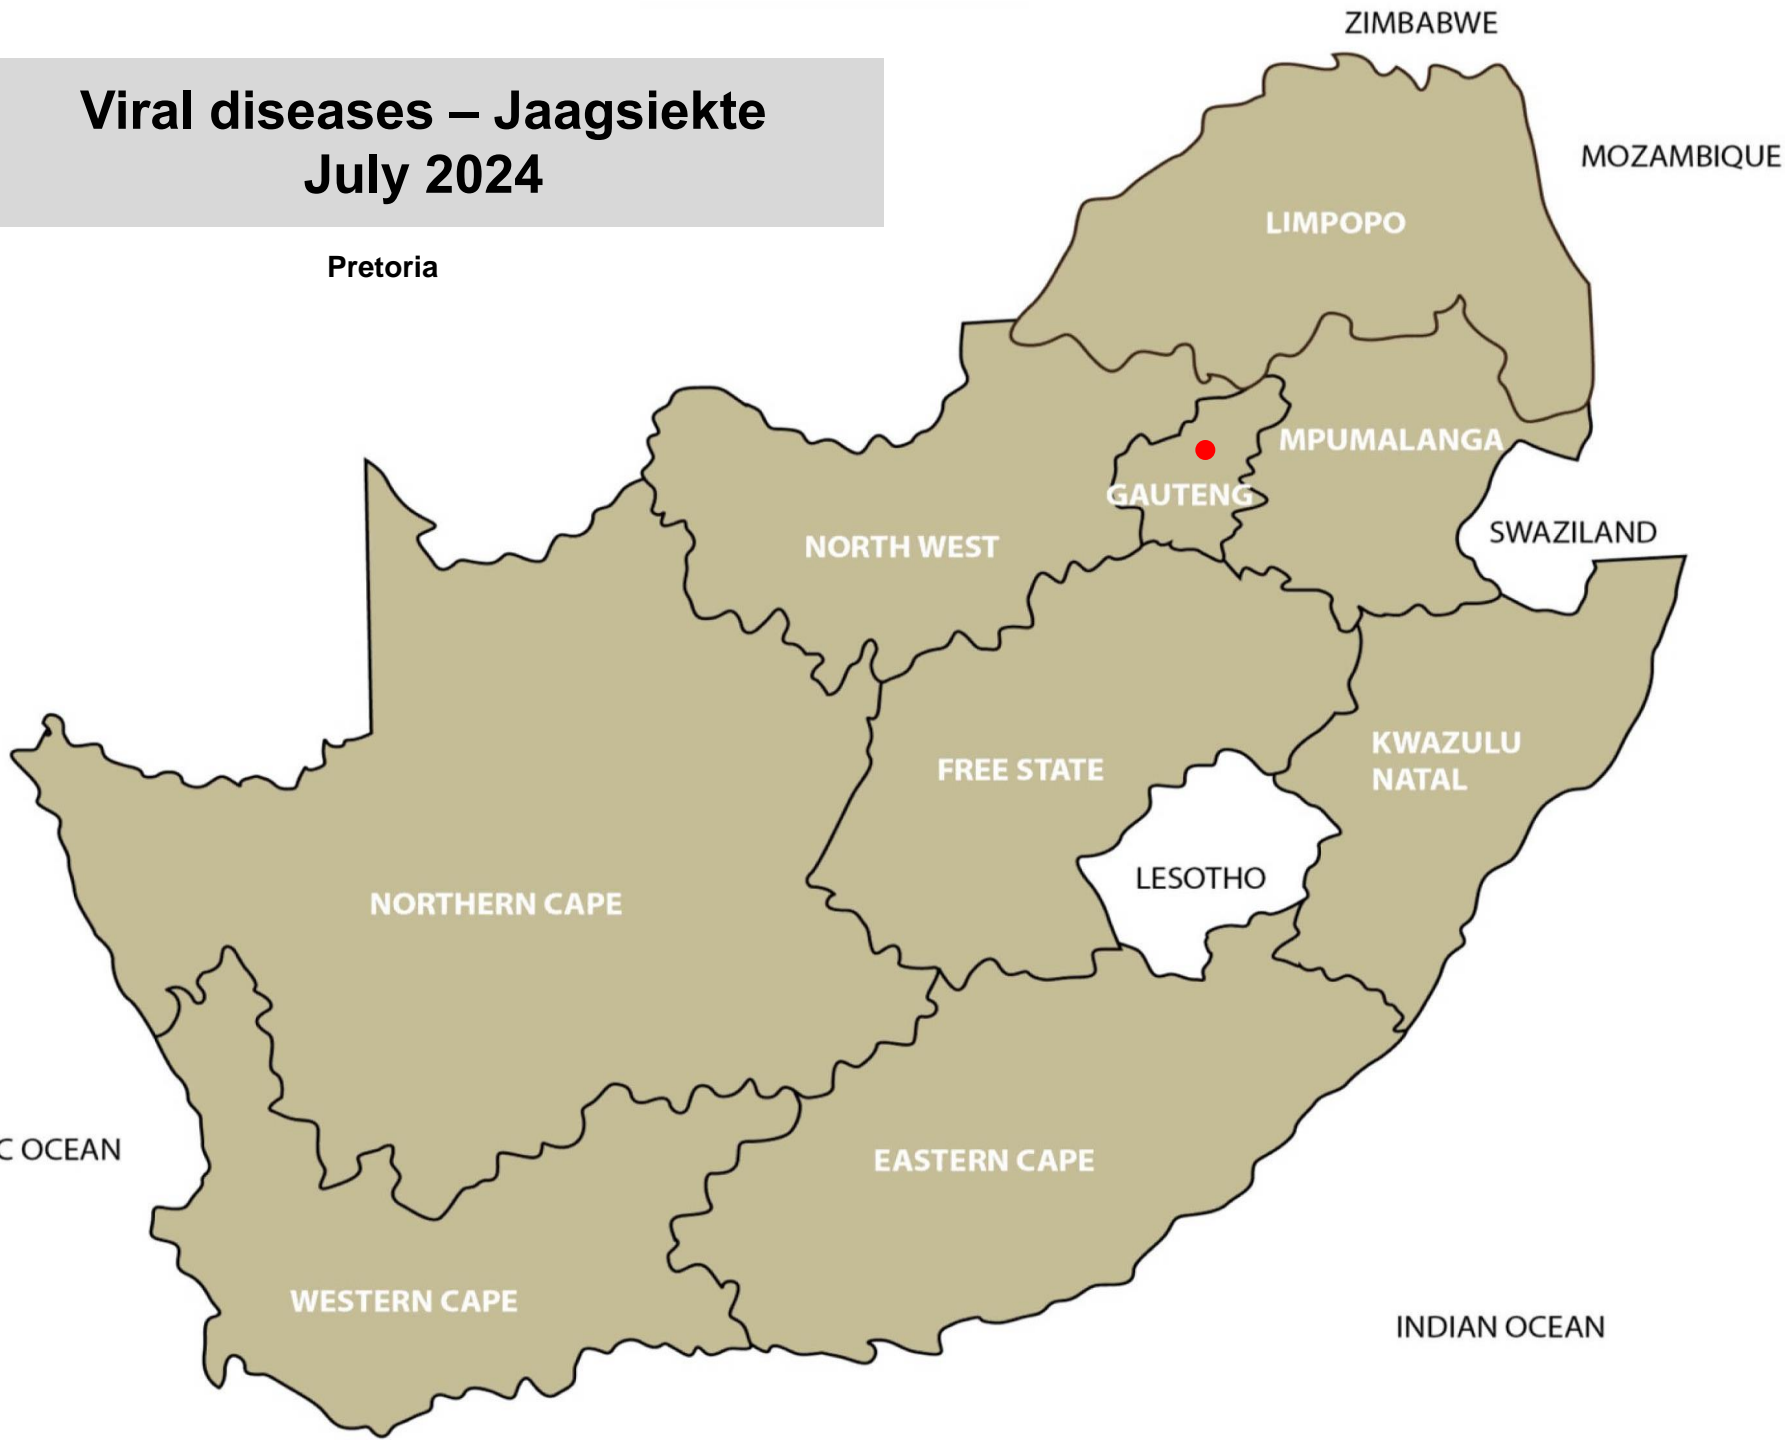 ZIMBABWE
Viral diseases – Jaagsiekte
July 2024
MOZAMBIQUE
LIMPOPO
Pretoria
MPUMALANGA
GAUTENG
SWAZILAND
NORTH WEST
KWAZULU
NATAL
FREE STATE
LESOTHO
NORTHERN CAPE
C OCEAN
EASTERN CAPE
WESTERN CAPE
INDIAN OCEAN